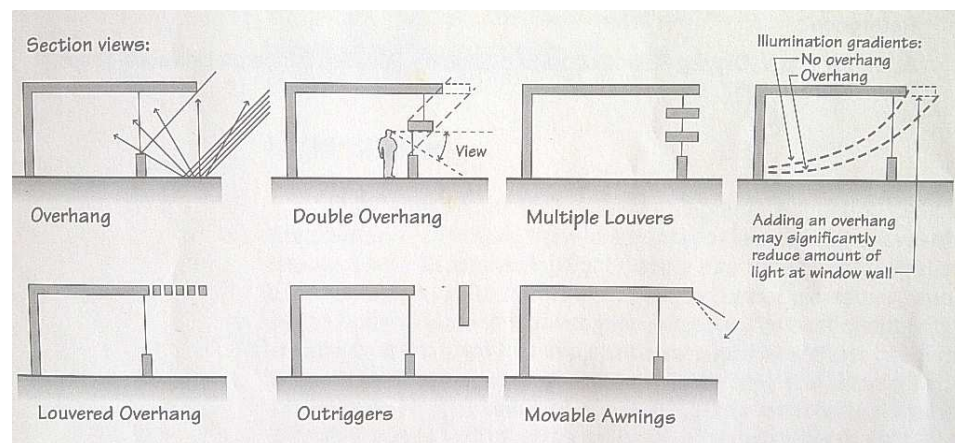 Section views:
Illumination gradients:
No overhang
Overhang
View
Overhang
Double Overhang
Multiple Louvers
Adding an overhang
may significantly
reduce amount of
light at window wall
Louvered Overhang
Outriggers
Movable Awnings